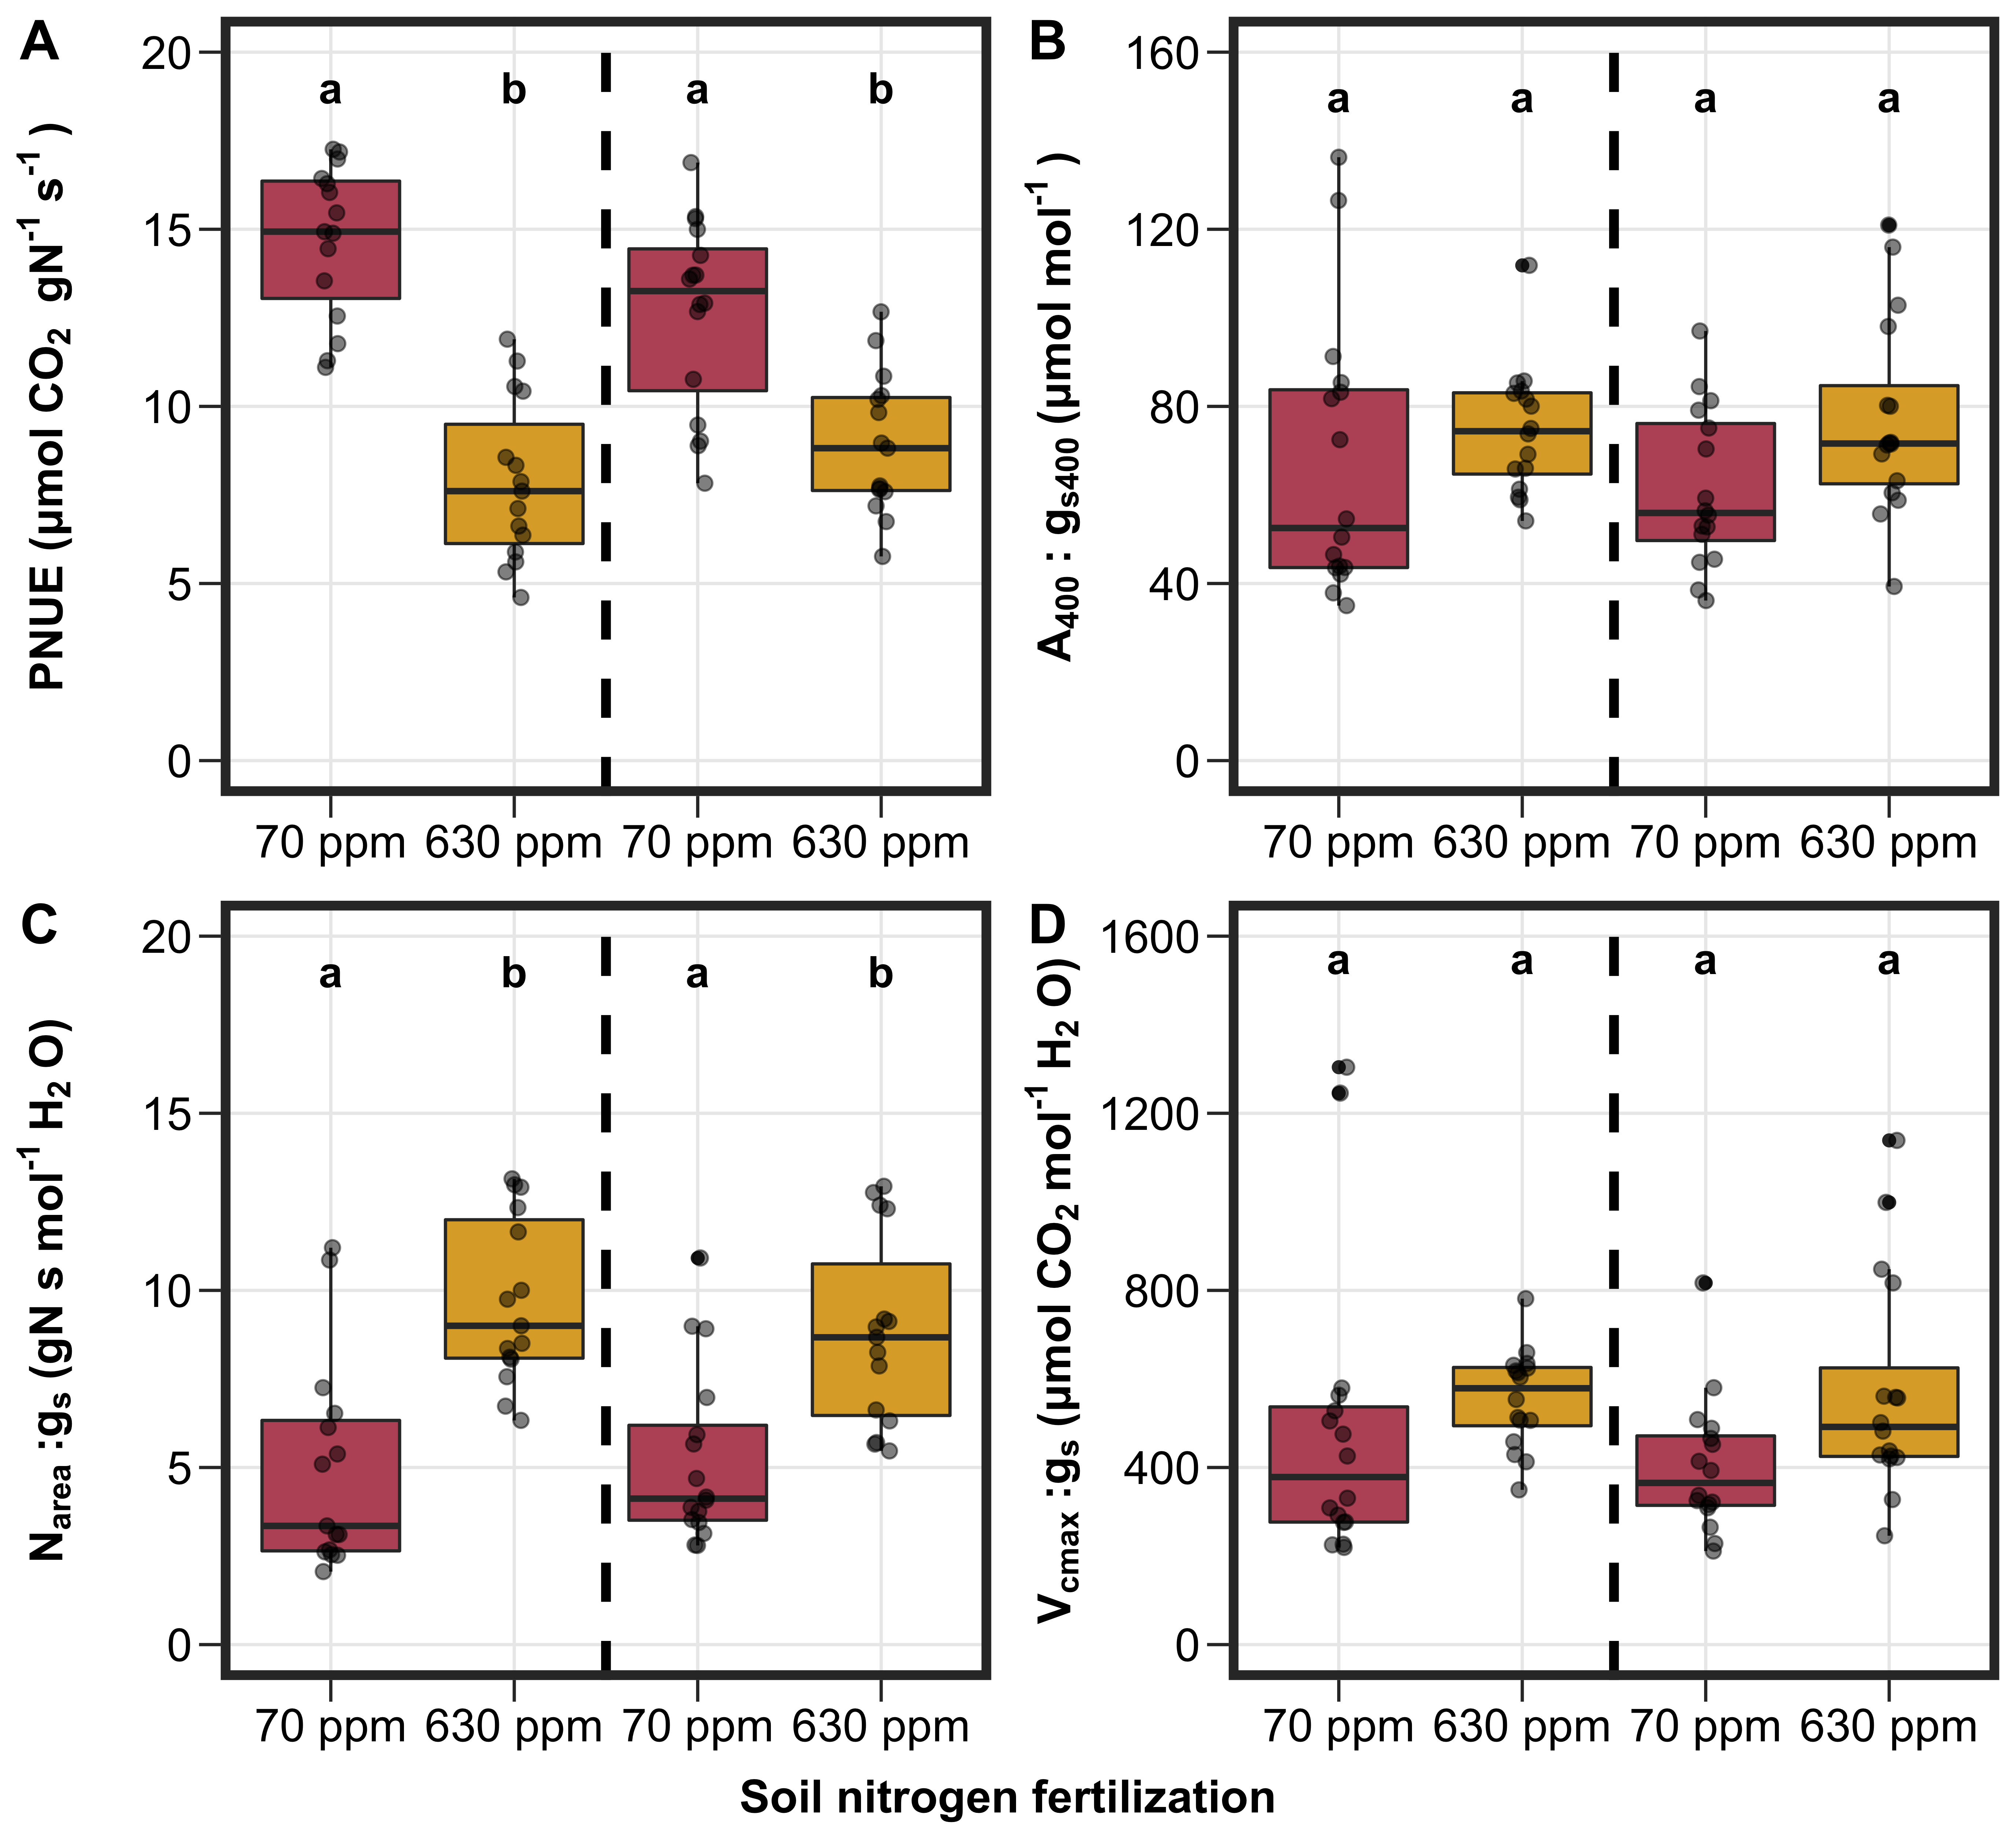 A
PNUE (µmol CO2 gN-1 s-1 )
20
15
10
5
0
a b a b
70 ppm 630 ppm 70 ppm 630 ppm
B
A400 : gs400 (µmol mol-1 )
160
120
80
40
0
a a a a
70 ppm 630 ppm 70 ppm 630 ppm
C
Narea :gs (gN s mol-1 H2 O)
20
15
10
5
0
a b a b
70 ppm 630 ppm 70 ppm 630 ppm
D
Vcmax :gs (µmol CO2 mol-1 H2 O)
1600
1200
800
400
0
a a a a
70 ppm 630 ppm 70 ppm 630 ppm
Soil nitrogen fertilization